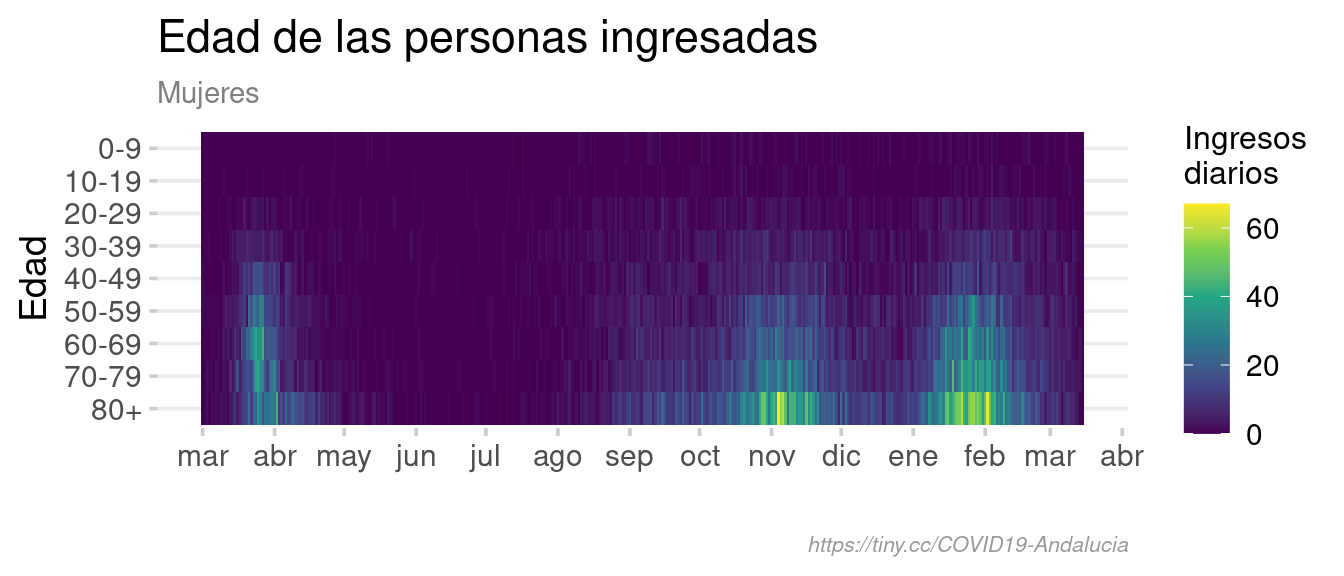 Edad de las personas ingresadas
Mujeres
Edad
0-9
10-19
20-29
30-39
40-49
50-59
60-69
70-79
80+
mar abr may jun jul ago sep oct nov dic ene feb mar abr
Ingresos
diarios
60
40
20
0
https://tiny.cc/COVID19-Andalucia